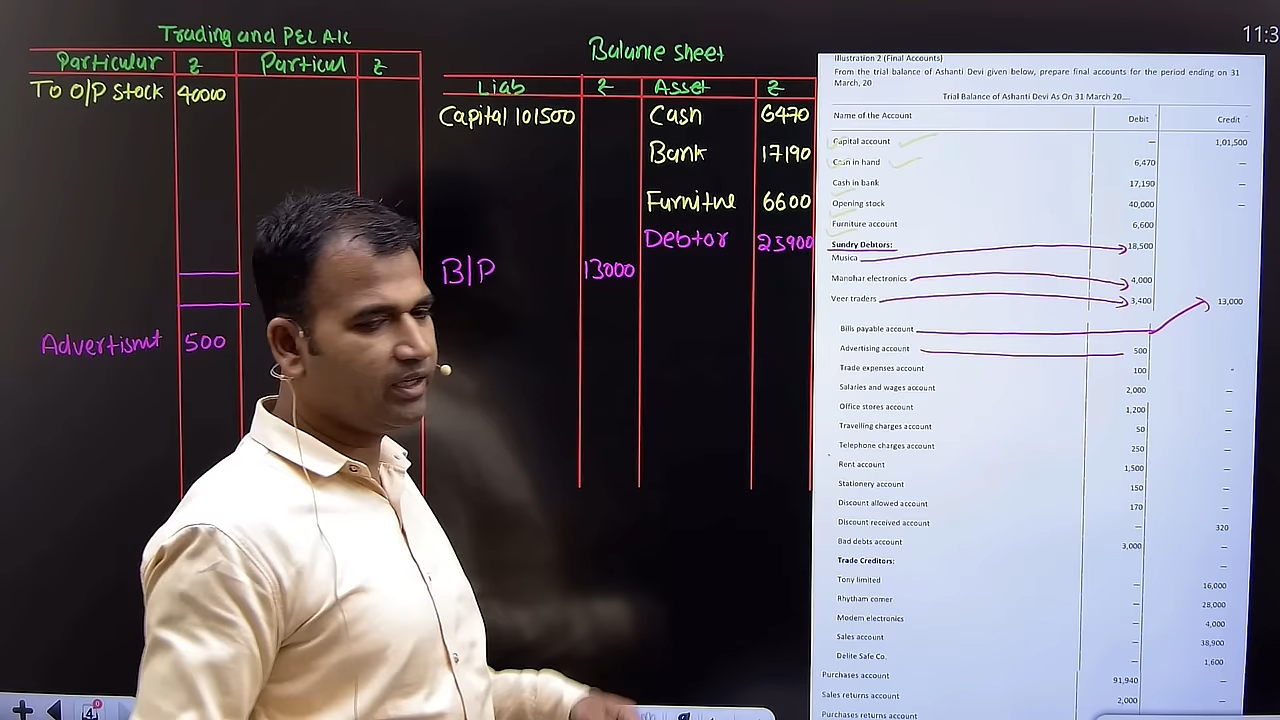 11:3
Trading and P&L A/c
Particular ₹ Particul ₹
To O/P stock 40000
Advertismt 500
Balance sheet
Liab ₹ Asset ₹
Capital 101500 Cash 6470
Bank 17190
Furnitue 6600
Debtor 25900
B/P 13000
Illustration 2 (Final Accounts)
From the trial balance of Ashanti Devi given below, prepare final accounts for the period ending on 31
March, 20
Trial Balance of Ashanti Devi As On 31 March 20....
Name of the Account Debit Credit
Capital account — 1,01,500
Cash in hand 6,470 —
Cash in bank 17,190 —
Opening stock 40,000 —
Furniture account 6,600
Sundry Debtors: 18,500
Musica
Manohar electronics 4,000
Veer traders 3,400 13,000
Bills payable account
Advertising account 500
Trade expenses account 100
Salaries and wages account 2,000 —
Office stores account 1,200 —
Travelling charges account 50 —
Telephone charges account 250 —
Rent account 1,500 —
Stationery account 150 —
Discount allowed account 170 —
Discount received account — 320
Bad debts account 3,000 —
Trade Creditors: —
Tony limited — 16,000
Rhytham corner — 28,000
Modern electronics — 4,000
Sales account — 38,900
Delite Safe Co. — 1,600
Purchases account 91,940 —
Sales returns account 2,000 —
Purchases returns account